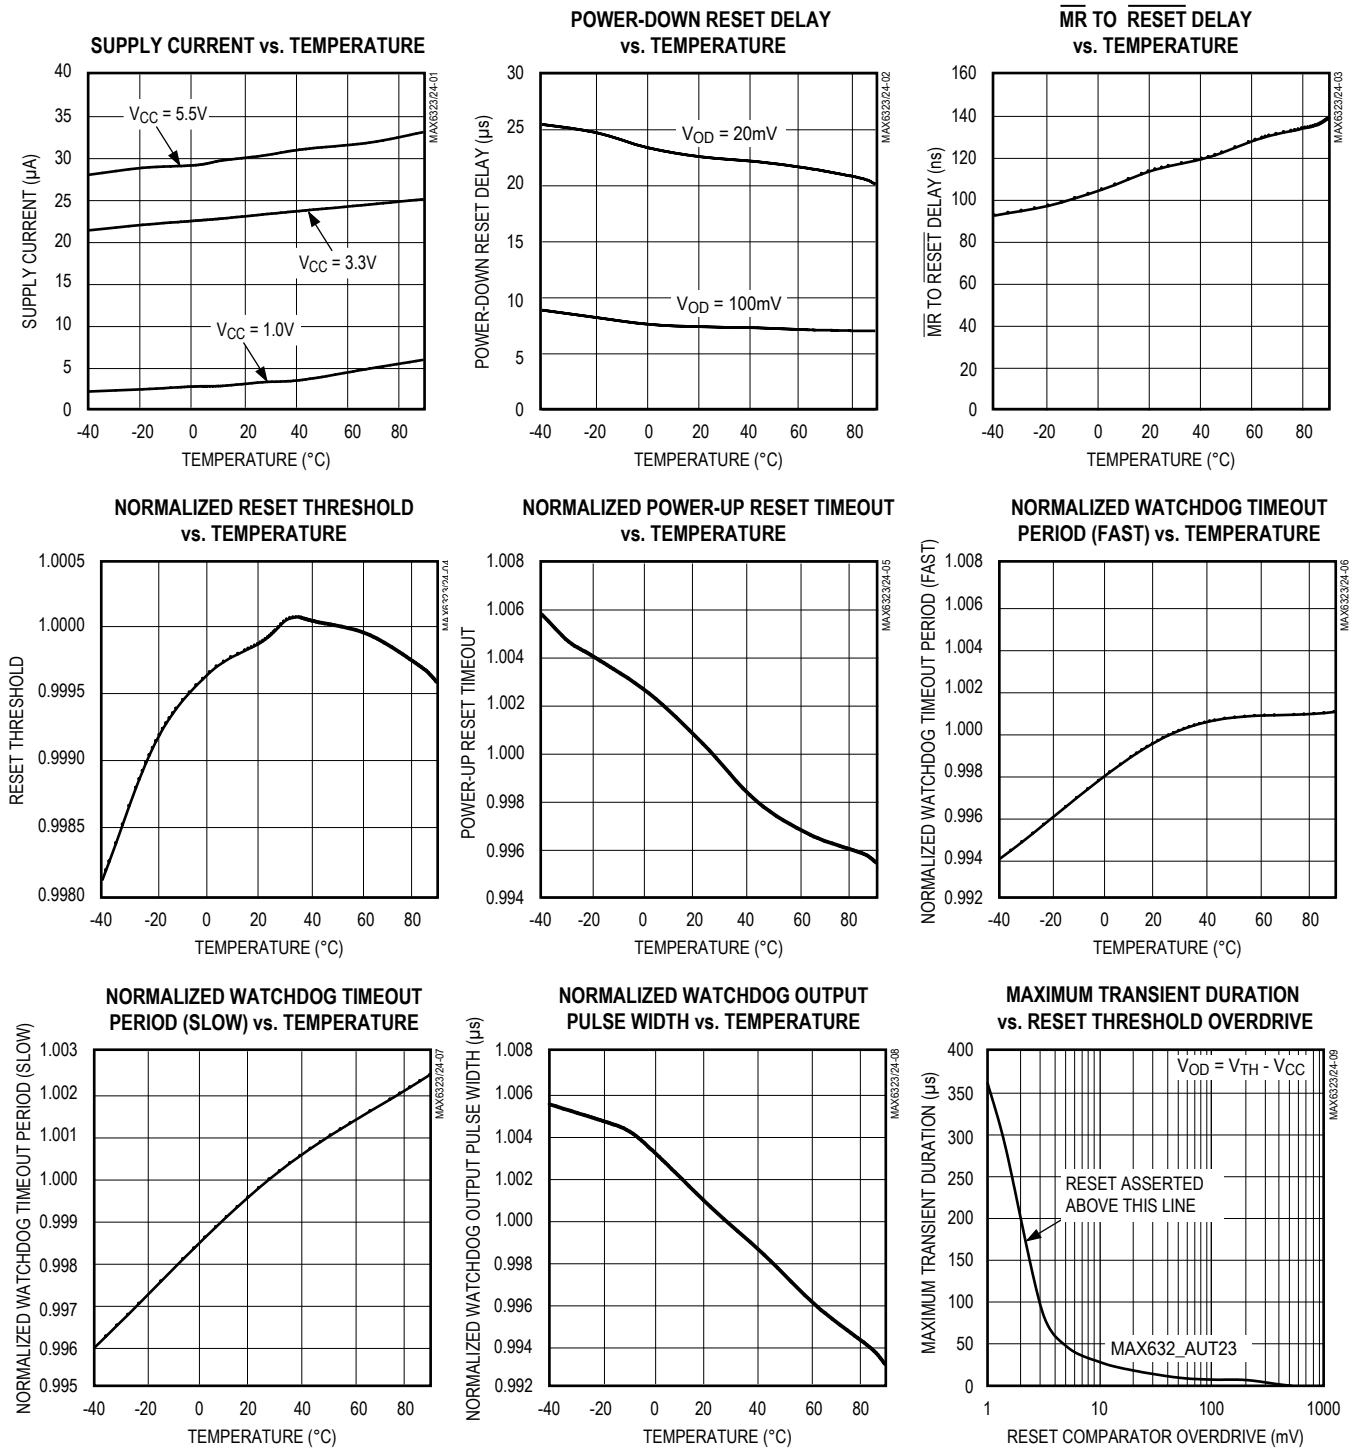 SUPPLY CURRENT vs. TEMPERATURE
SUPPLY CURRENT (µA)
40
35
30
25
20
15
10
5
0
VCC = 5.5V
VCC = 3.3V
VCC = 1.0V
MAX6323/24-01
-40 -20 0 20 40 60 80
TEMPERATURE (°C)
POWER-DOWN RESET DELAY
vs. TEMPERATURE
POWER-DOWN RESET DELAY (µs)
30
25
20
15
10
5
0
VOD = 20mV
VOD = 100mV
MAX6323/24-02
-40 -20 0 20 40 60 80
TEMPERATURE (°C)
MR TO RESET DELAY
vs. TEMPERATURE
MR TO RESET DELAY (ns)
160
140
120
100
80
60
40
20
0
MAX6323/24-03
-40 -20 0 20 40 60 80
TEMPERATURE (°C)
NORMALIZED RESET THRESHOLD
vs. TEMPERATURE
RESET THRESHOLD
1.0005
1.0000
0.9995
0.9990
0.9985
0.9980
MAX6323/24-04
-40 -20 0 20 40 60 80
TEMPERATURE (°C)
NORMALIZED POWER-UP RESET TIMEOUT
vs. TEMPERATURE
POWER-UP RESET TIMEOUT
1.008
1.006
1.004
1.002
1.000
0.998
0.996
0.994
MAX6323/24-05
-40 -20 0 20 40 60 80
TEMPERATURE (°C)
NORMALIZED WATCHDOG TIMEOUT
PERIOD (FAST) vs. TEMPERATURE
NORMALIZED WATCHDOG TIMEOUT PERIOD (FAST)
1.008
1.006
1.004
1.002
1.000
0.998
0.996
0.994
0.992
MAX6323/24-06
-40 -20 0 20 40 60 80
TEMPERATURE (°C)
NORMALIZED WATCHDOG TIMEOUT
PERIOD (SLOW) vs. TEMPERATURE
NORMALIZED WATCHDOG TIMEOUT PERIOD (SLOW)
1.003
1.002
1.001
1.000
0.999
0.998
0.997
0.996
0.995
MAX6323/24-07
-40 -20 0 20 40 60 80
TEMPERATURE (°C)
NORMALIZED WATCHDOG OUTPUT
PULSE WIDTH vs. TEMPERATURE
NORMALIZED WATCHDOG OUTPUT PULSE WIDTH (µs)
1.008
1.006
1.004
1.002
1.000
0.998
0.996
0.994
0.992
MAX6323/24-08
-40 -20 0 20 40 60 80
TEMPERATURE (°C)
MAXIMUM TRANSIENT DURATION
vs. RESET THRESHOLD OVERDRIVE
MAXIMUM TRANSIENT DURATION (µs)
400
350
300
250
200
150
100
50
0
VOD = VTH - VCC
RESET ASSERTED
ABOVE THIS LINE
MAX632_AUT23
MAX6323/24-09
1 10 100 1000
RESET COMPARATOR OVERDRIVE (mV)